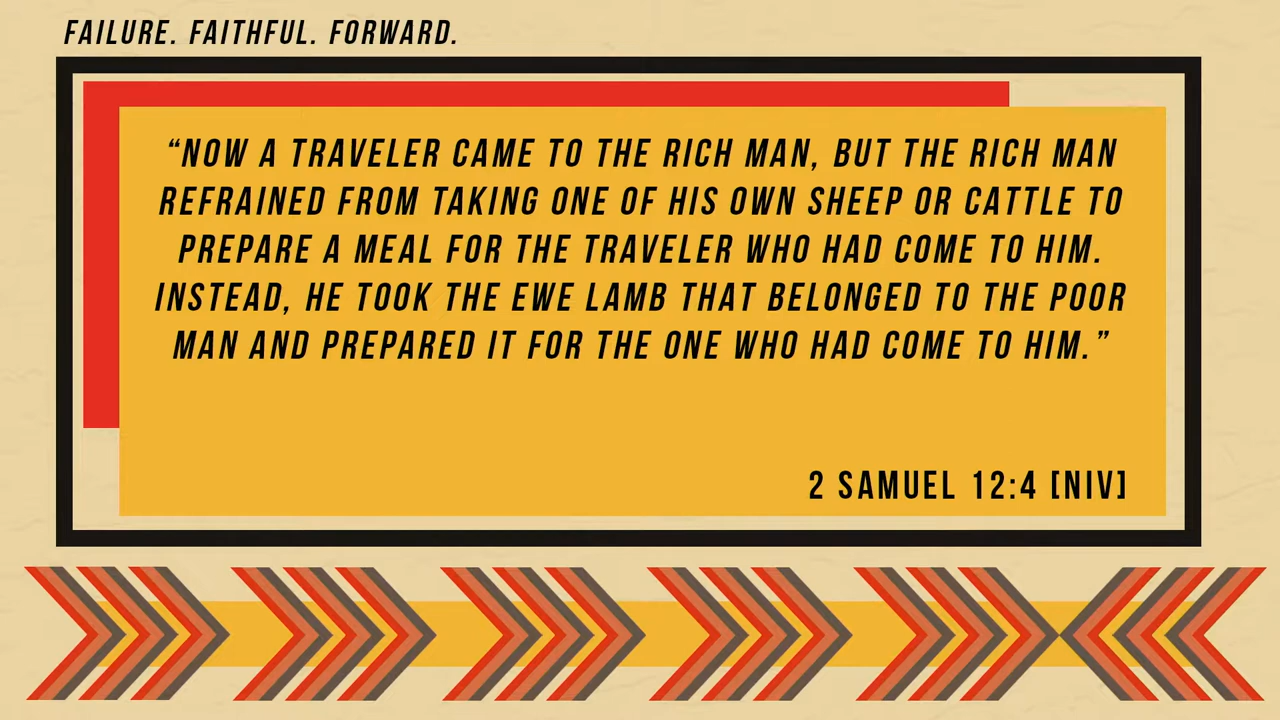 FAILURE. FAITHFUL. FORWARD.
“NOW A TRAVELER CAME TO THE RICH MAN, BUT THE RICH MAN
REFRAINED FROM TAKING ONE OF HIS OWN SHEEP OR CATTLE TO
PREPARE A MEAL FOR THE TRAVELER WHO HAD COME TO HIM.
INSTEAD, HE TOOK THE EWE LAMB THAT BELONGED TO THE POOR
MAN AND PREPARED IT FOR THE ONE WHO HAD COME TO HIM.”
2 SAMUEL 12:4 [NIV]